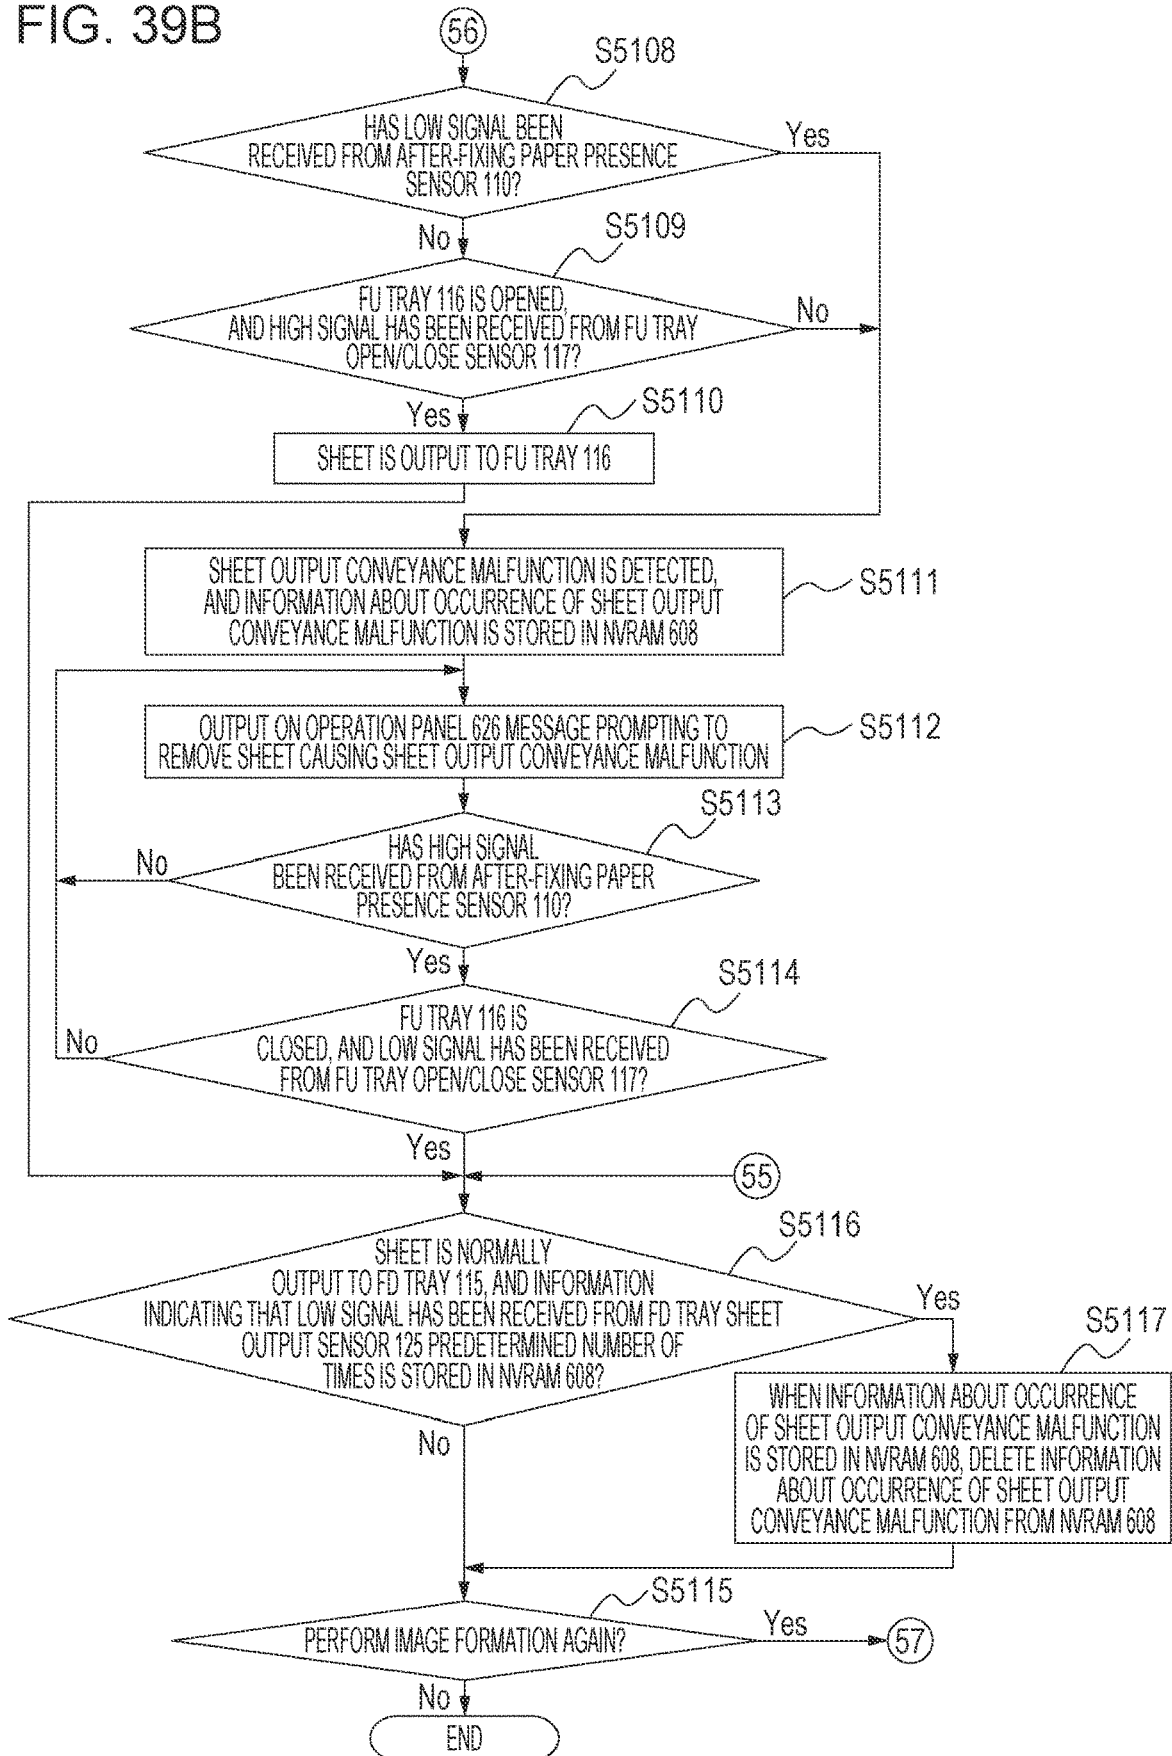 FIG. 39B
56
S5108
HAS LOW SIGNAL BEEN
RECEIVED FROM AFTER-FIXING PAPER PRESENCE
SENSOR 110?
Yes
No
S5109
FU TRAY 116 IS OPENED,
AND HIGH SIGNAL HAS BEEN RECEIVED FROM FU TRAY
OPEN/CLOSE SENSOR 117?
No
Yes
S5110
SHEET IS OUTPUT TO FU TRAY 116
SHEET OUTPUT CONVEYANCE MALFUNCTION IS DETECTED,
AND INFORMATION ABOUT OCCURRENCE OF SHEET OUTPUT
CONVEYANCE MALFUNCTION IS STORED IN NVRAM 608
S5111
OUTPUT ON OPERATION PANEL 626 MESSAGE PROMPTING TO
REMOVE SHEET CAUSING SHEET OUTPUT CONVEYANCE MALFUNCTION
S5112
S5113
HAS HIGH SIGNAL
BEEN RECEIVED FROM AFTER-FIXING PAPER
PRESENCE SENSOR 110?
No
Yes
S5114
FU TRAY 116 IS
CLOSED, AND LOW SIGNAL HAS BEEN RECEIVED
FROM FU TRAY OPEN/CLOSE SENSOR 117?
No
Yes
55
S5116
SHEET IS NORMALLY
OUTPUT TO FD TRAY 115, AND INFORMATION
INDICATING THAT LOW SIGNAL HAS BEEN RECEIVED FROM FD TRAY SHEET
OUTPUT SENSOR 125 PREDETERMINED NUMBER OF
TIMES IS STORED IN NVRAM 608?
Yes
No
S5117
WHEN INFORMATION ABOUT OCCURRENCE
OF SHEET OUTPUT CONVEYANCE MALFUNCTION
IS STORED IN NVRAM 608, DELETE INFORMATION
ABOUT OCCURRENCE OF SHEET OUTPUT
CONVEYANCE MALFUNCTION FROM NVRAM 608
S5115
PERFORM IMAGE FORMATION AGAIN?
Yes
57
No
END